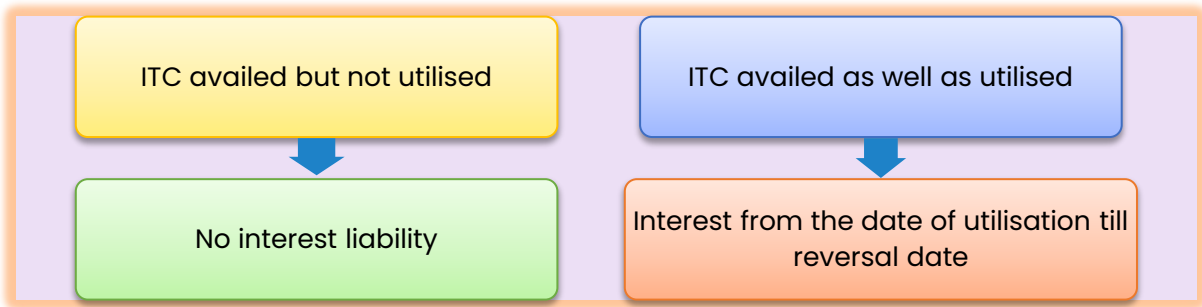 ITC availed but not utilised
ITC availed as well as utilised
No interest liability
Interest from the date of utilisation till
reversal date